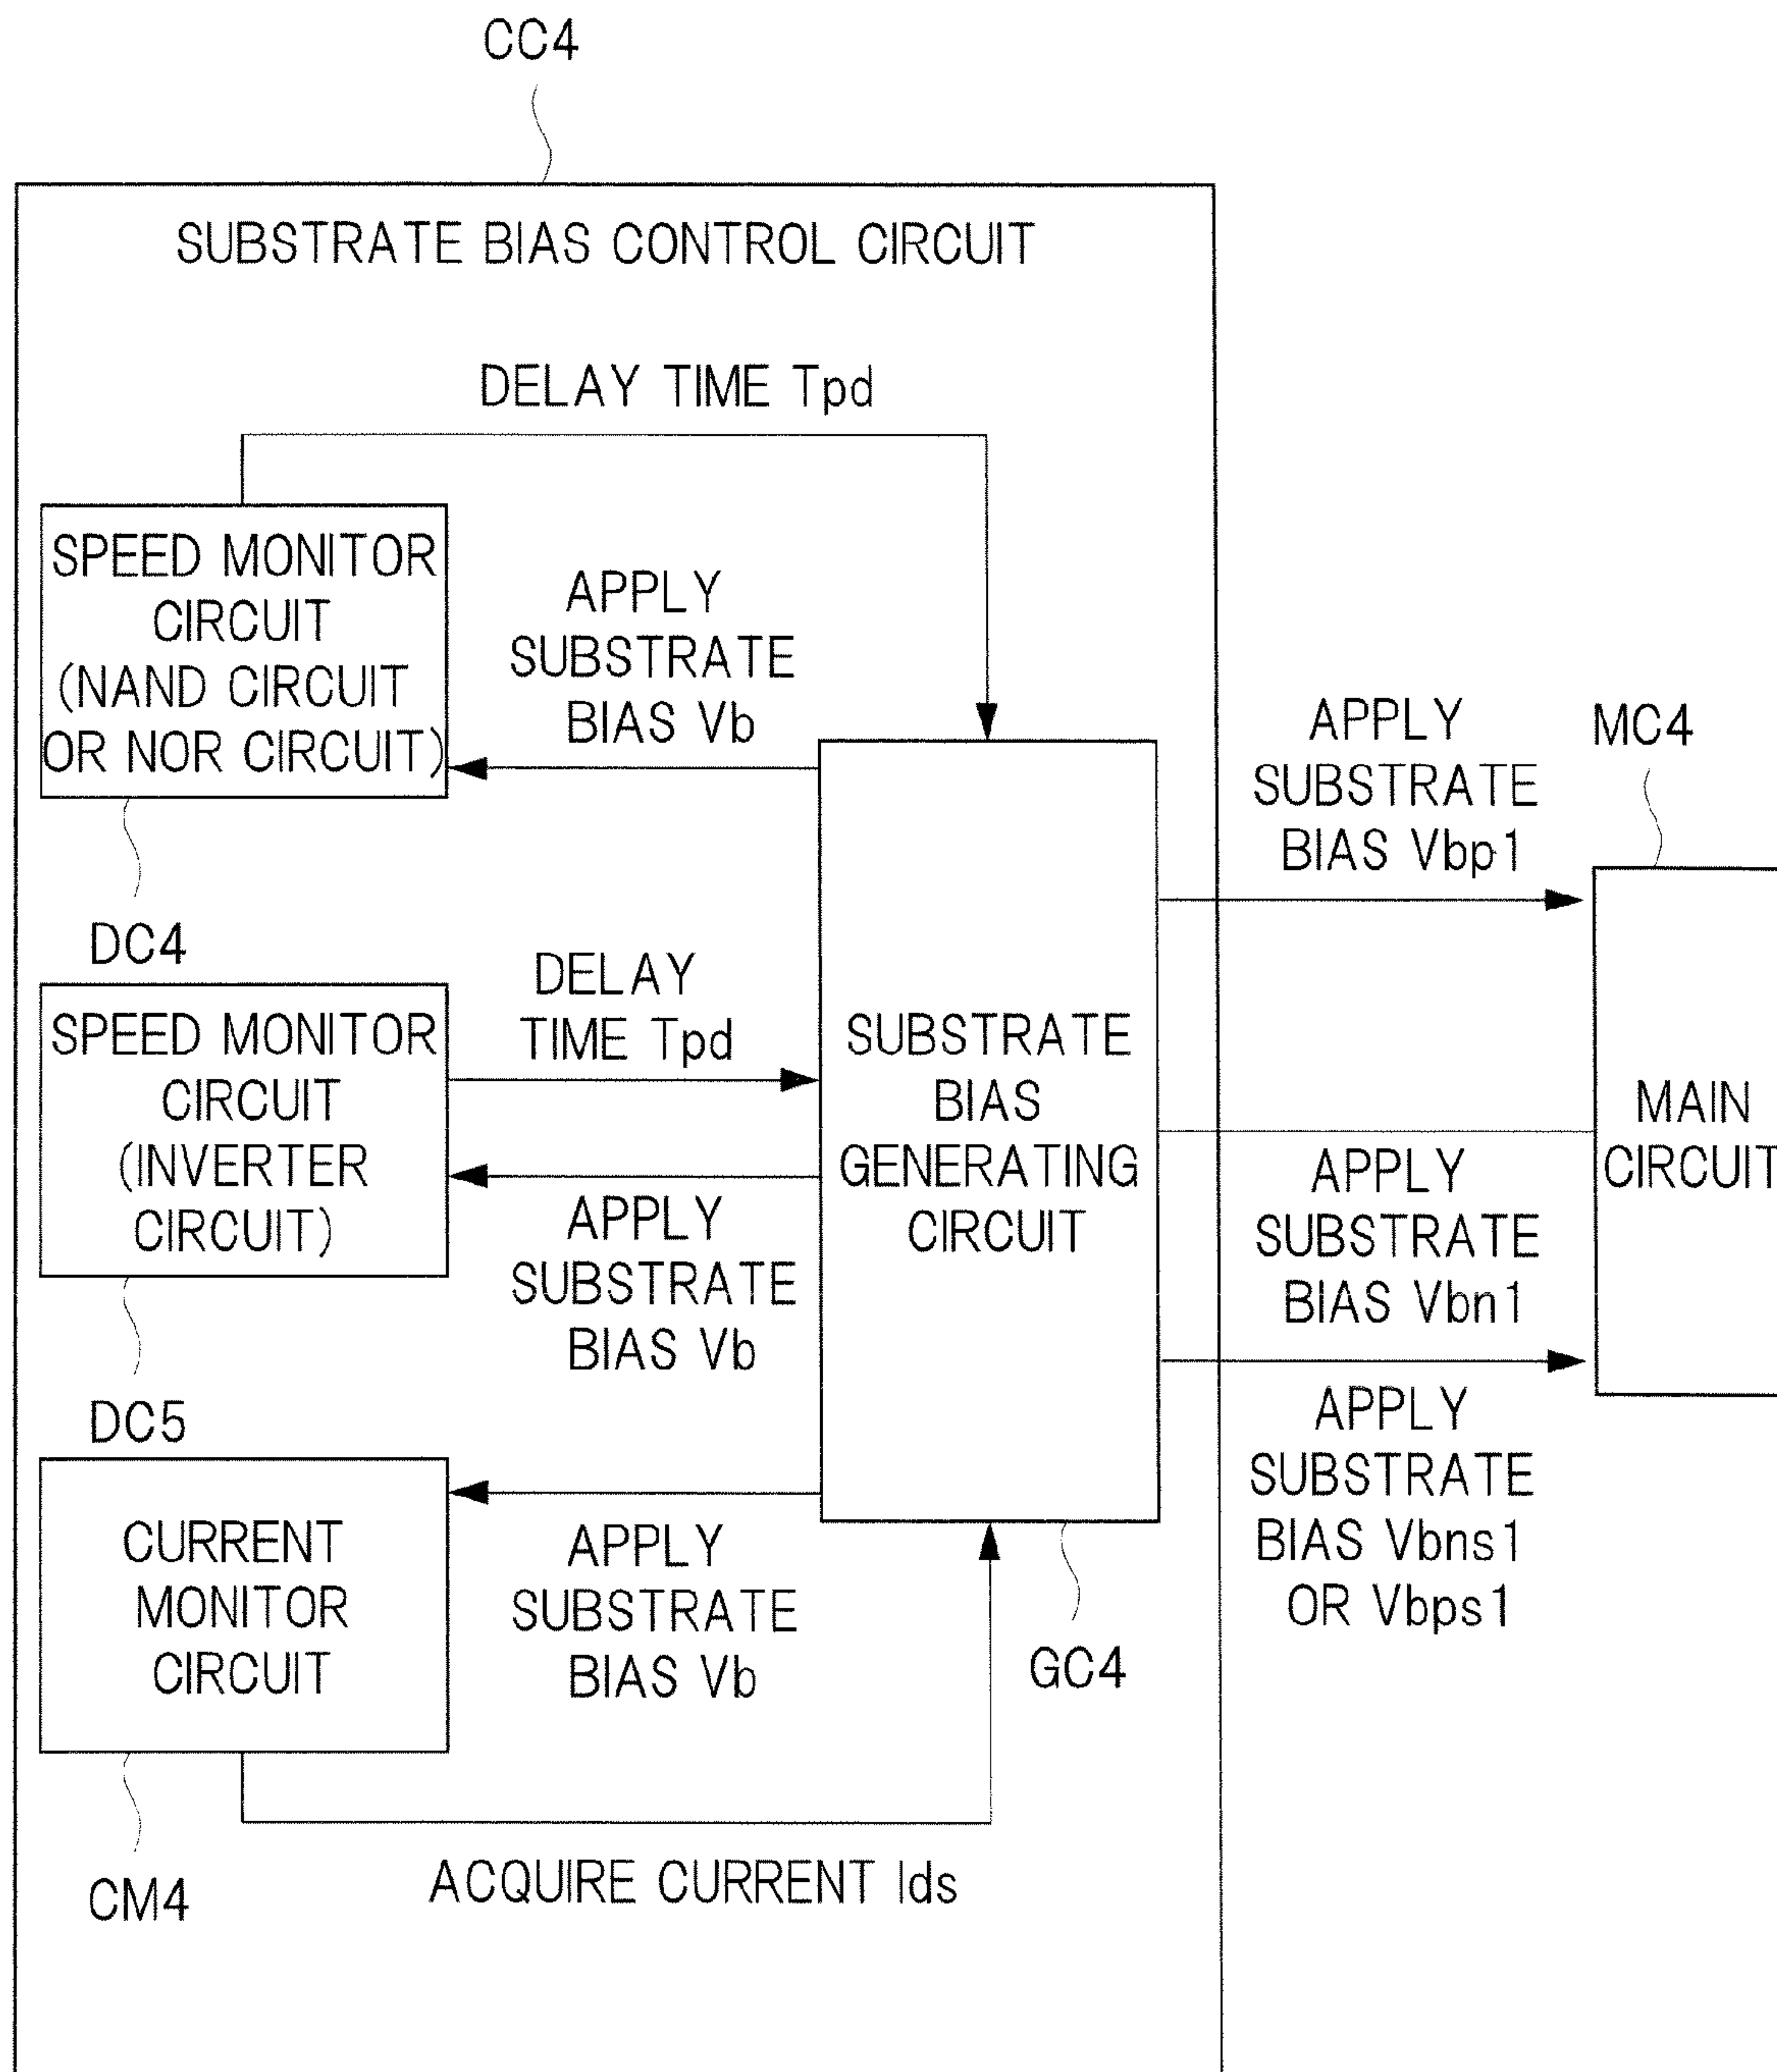 CC4
SUBSTRATE BIAS CONTROL CIRCUIT
DELAY TIME Tpd
SPEED MONITOR
CIRCUIT
(NAND CIRCUIT
OR NOR CIRCUIT)
APPLY
SUBSTRATE
BIAS Vb
DC4
SPEED MONITOR
CIRCUIT
(INVERTER
CIRCUIT)
DELAY
TIME Tpd
APPLY
SUBSTRATE
BIAS Vb
DC5
CURRENT
MONITOR
CIRCUIT
APPLY
SUBSTRATE
BIAS Vb
CM4
ACQUIRE CURRENT Ids
SUBSTRATE
BIAS
GENERATING
CIRCUIT
GC4
APPLY
SUBSTRATE
BIAS Vbp1
MC4
MAIN
CIRCUIT
APPLY
SUBSTRATE
BIAS Vbn1
APPLY
SUBSTRATE
BIAS Vbns1
OR Vbps1